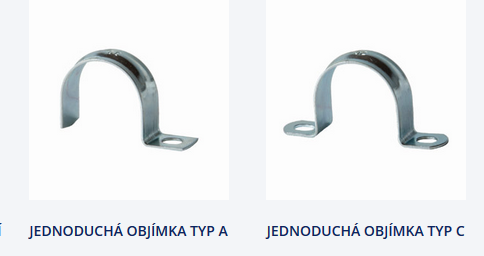 JEDNODUCHÁ OBJÍMKA TYP A
JEDNODUCHÁ OBJÍMKA TYP C